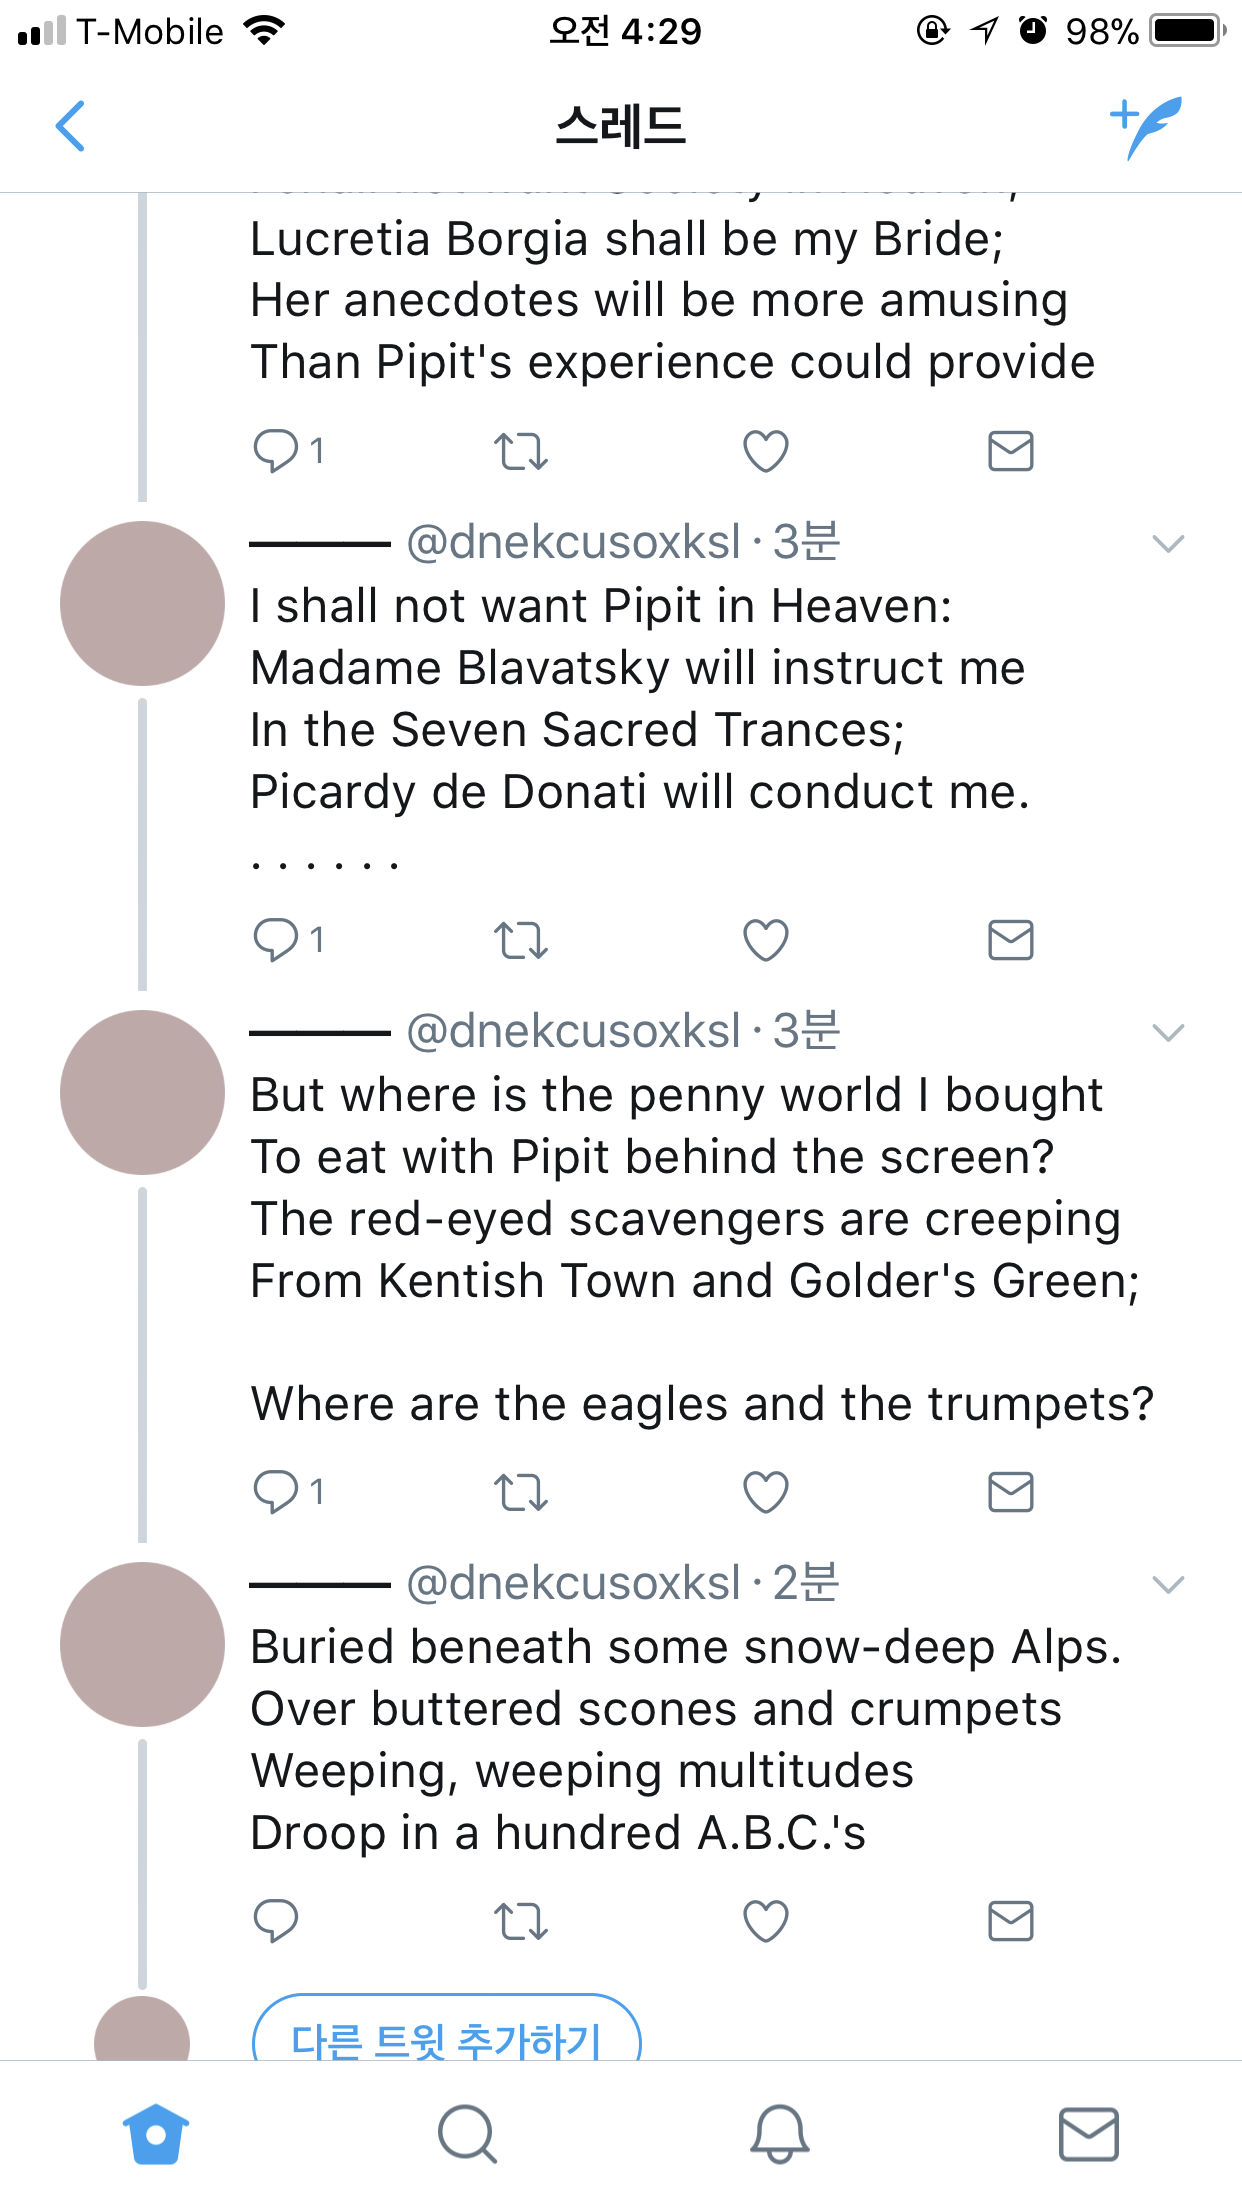 T-Mobile 오전 4:29 98%
스레드
Lucretia Borgia shall be my Bride;
Her anecdotes will be more amusing
Than Pipit's experience could provide
1
——— @dnekcusoxksl · 3분
I shall not want Pipit in Heaven:
Madame Blavatsky will instruct me
In the Seven Sacred Trances;
Picardy de Donati will conduct me.
. . . . . .
1
——— @dnekcusoxksl · 3분
But where is the penny world I bought
To eat with Pipit behind the screen?
The red-eyed scavengers are creeping
From Kentish Town and Golder's Green;
Where are the eagles and the trumpets?
1
——— @dnekcusoxksl · 2분
Buried beneath some snow-deep Alps.
Over buttered scones and crumpets
Weeping, weeping multitudes
Droop in a hundred A.B.C.'s
다른 트윗 추가하기